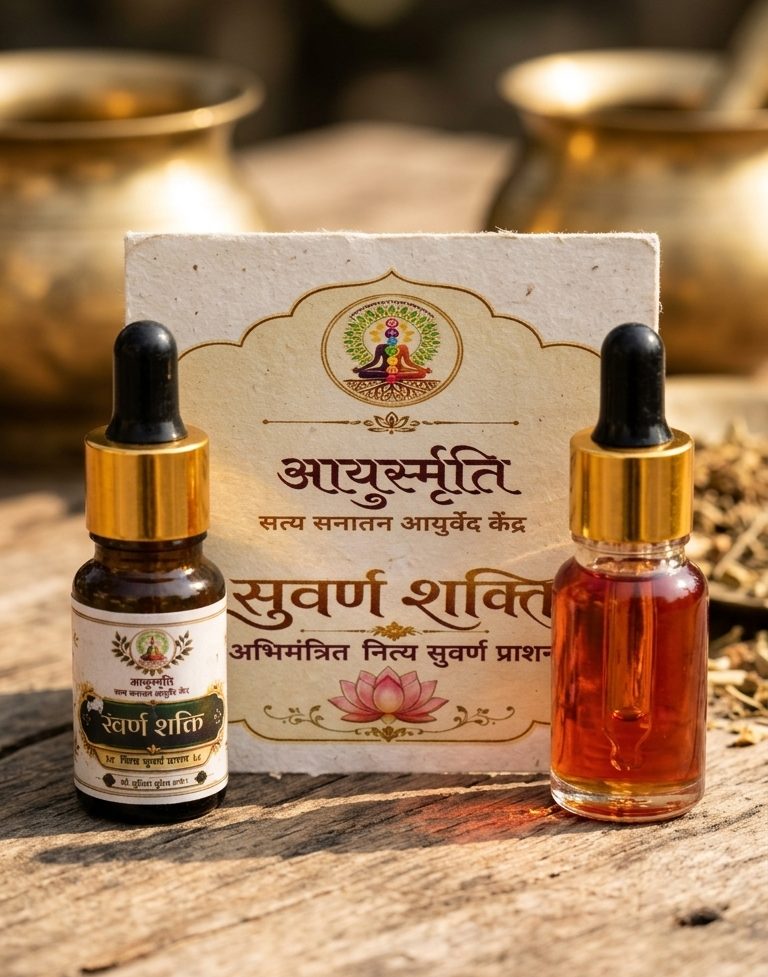 आयुर्स्मृति
सत्य सनातन आयुर्वेद केंद्र
सुवर्ण शक्ति
अभिमंत्रित नित्य सुवर्ण प्राशन
स्वर्ण शक्ति